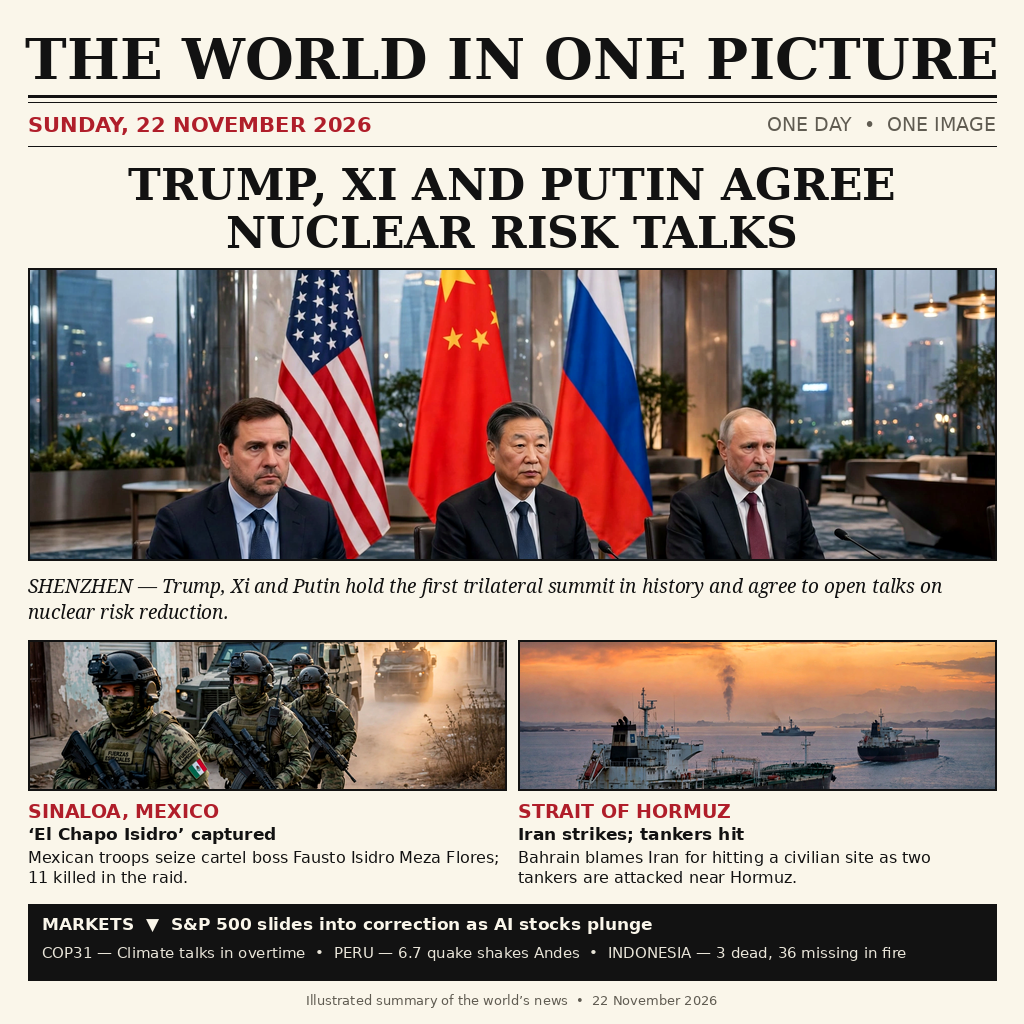 THE WORLD IN ONE PICTURE
SUNDAY, 22 NOVEMBER 2026
ONE DAY • ONE IMAGE
TRUMP, XI AND PUTIN AGREE
NUCLEAR RISK TALKS
SHENZHEN — Trump, Xi and Putin hold the first trilateral summit in history and agree to open talks on
nuclear risk reduction.
FUERZAS
ESPECIALES
SINALOA, MEXICO
‘El Chapo Isidro’ captured
Mexican troops seize cartel boss Fausto Isidro Meza Flores;
11 killed in the raid.
STRAIT OF HORMUZ
Iran strikes; tankers hit
Bahrain blames Iran for hitting a civilian site as two
tankers are attacked near Hormuz.
MARKETS ▼ S&P 500 slides into correction as AI stocks plunge
COP31 — Climate talks in overtime • PERU — 6.7 quake shakes Andes • INDONESIA — 3 dead, 36 missing in fire
Illustrated summary of the world’s news • 22 November 2026